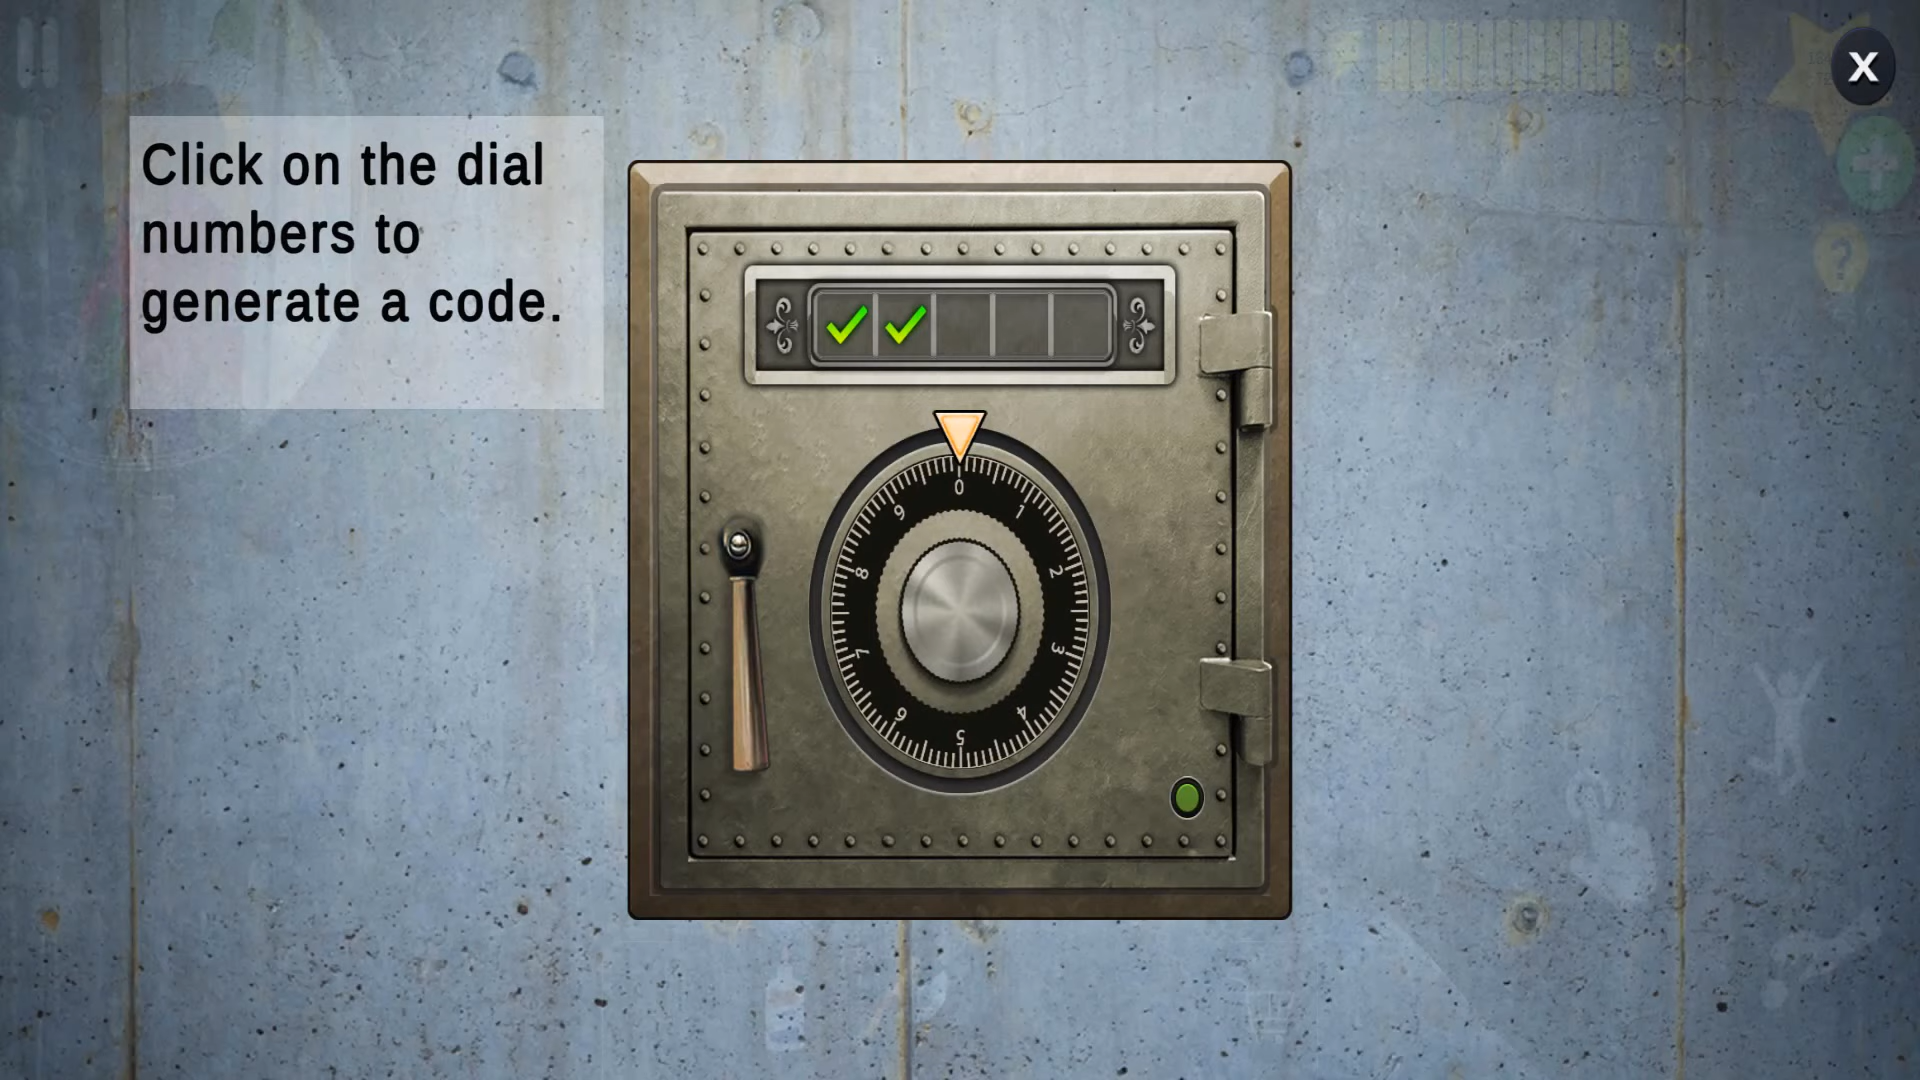 X
Click on the dial
numbers to
generate a code.
0
9
1
8
2
7
3
6
4
5
?